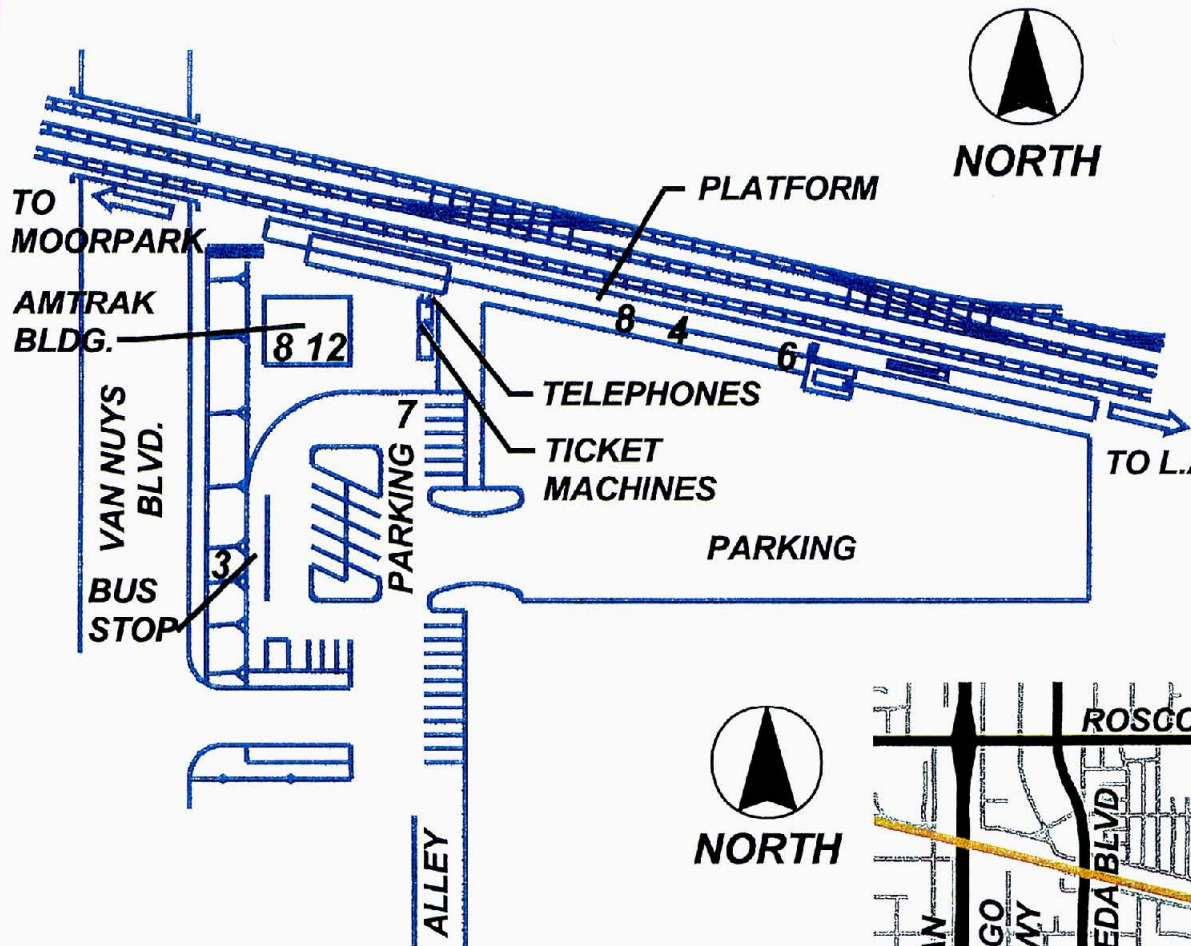 NORTH
PLATFORM
TO
MOORPARK
AMTRAK
BLDG.
8 12
8 4
6
TELEPHONES
7
TICKET
MACHINES
TO
VAN NUYS
BLVD.
PARKING
PARKING
3
BUS
STOP
NORTH
ALLEY
BLVD